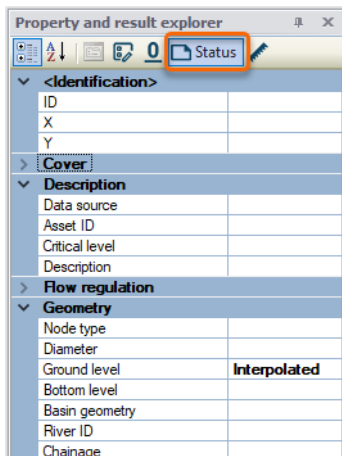 Property and result explorer
0 Status
<Identification>
ID
X
Y
Cover
Description
Data source
Asset ID
Critical level
Description
Flow regulation
Geometry
Node type
Diameter
Ground level Interpolated
Bottom level
Basin geometry
River ID
Chainage